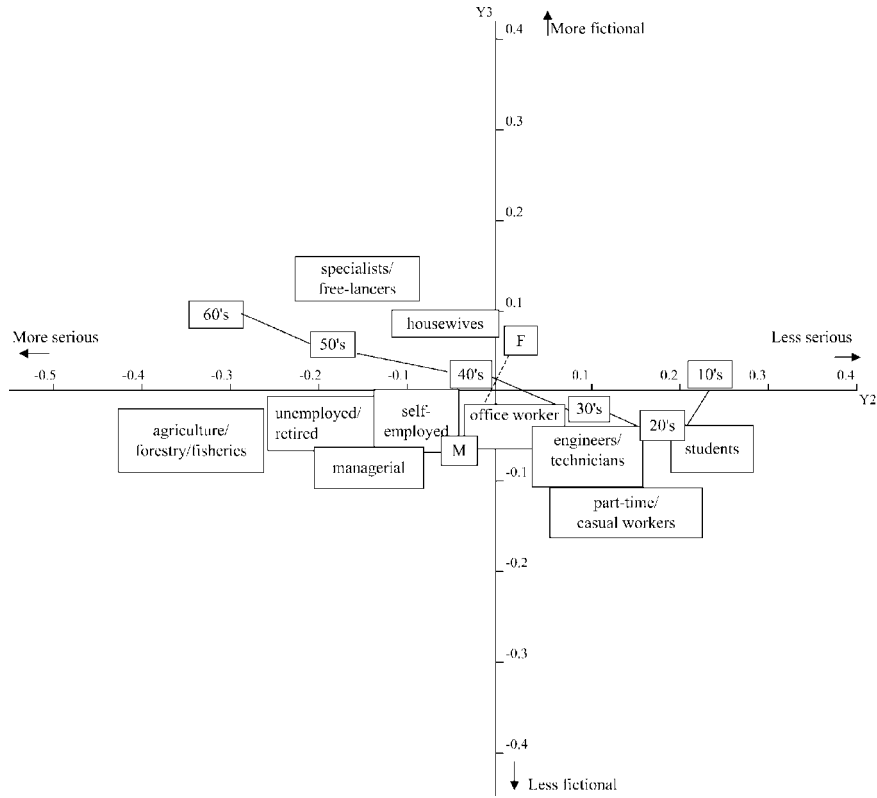 Y3
0.4
More fictional
0.3
0.2
specialists/
free-lancers
60's
0.1
housewives
More serious
50's
F
Less serious
-0.5
-0.4
-0.3
-0.2
-0.1
40's
0.1
0.2
10's
0.3
0.4
Y2
agriculture/
forestry/fisheries
unemployed/
retired
self-
employed
office worker
30's
20's
managerial
M
engineers/
technicians
students
-0.1
part-time/
casual workers
-0.2
-0.3
-0.4
Less fictional